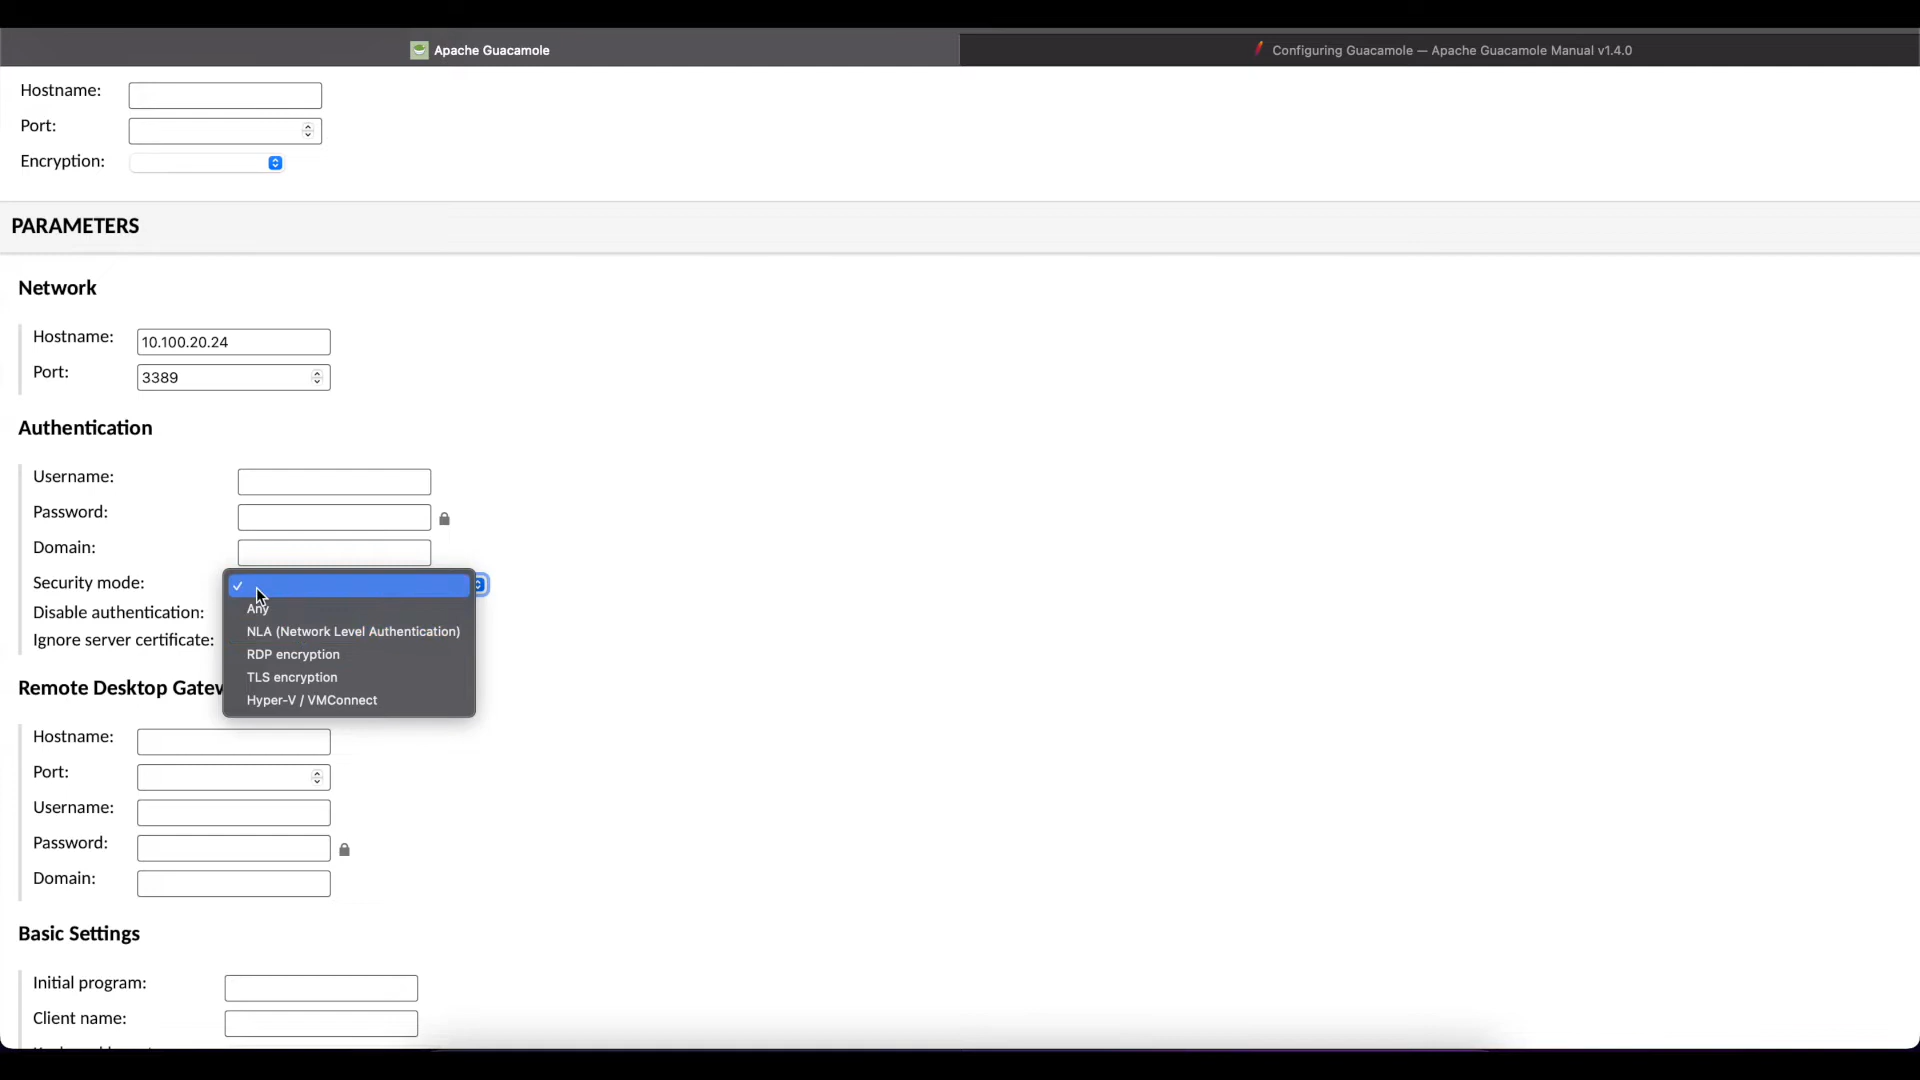 Apache Guacamole
Configuring Guacamole — Apache Guacamole Manual v1.4.0
Hostname:
Port:
Encryption:
PARAMETERS
Network
Hostname: 10.100.20.24
Port: 3389
Authentication
Username:
Password:
Domain:
Security mode:
Any
Disable authentication:
NLA (Network Level Authentication)
Ignore server certificate:
RDP encryption
TLS encryption
Remote Desktop
Hyper-V / VMConnect
Hostname:
Port:
Username:
Password:
Domain:
Basic Settings
Initial program:
Client name: